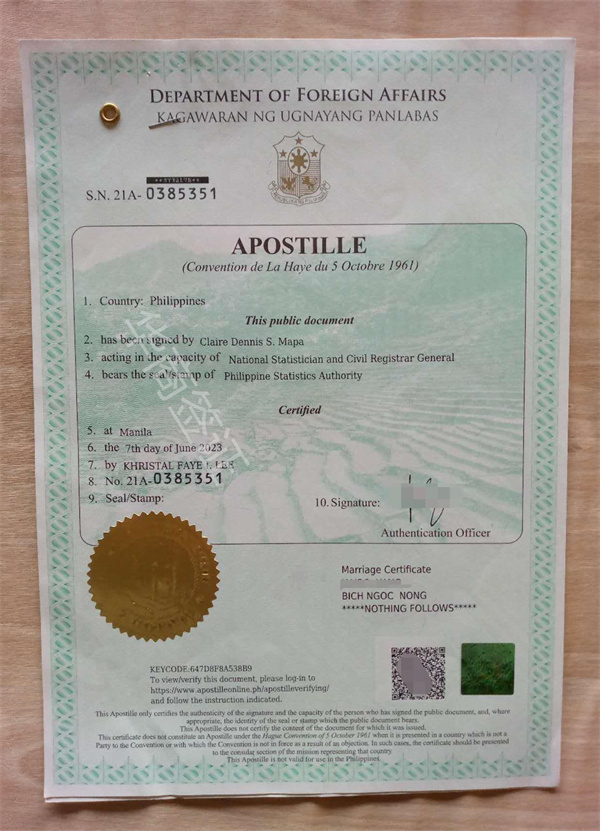 DEPARTMENT OF FOREIGN AFFAIRS
KAGAWARAN NG UGNAYANG PANLABAS
S.N. 21A-0385351
APOSTILLE
(Convention de La Haye du 5 Octobre 1961)
1. Country: Philippines
This public document
2. has been signed by Claire Dennis S. Mapa
3. acting in the capacity of National Statistician and Civil Registrar General
4. bears the seal/stamp of Philippine Statistics Authority
Certified
5. at Manila
6. the 7th day of June 2023
7. by KHRISTAL FAYE LEE
8. No. 21A-0385351
9. Seal/Stamp:
10. Signature:
Authentication Officer
Marriage Certificate
BICH NGOC NONG
*****NOTHING FOLLOWS*****
KEYCODE:647D8F8A538B9
To view/verify this document, please log-in to
https://www.apostilleonline.ph/apostilleverifying/
and follow the instruction indicated.
This Apostille only certifies the authenticity of the signature and the capacity of the person who has signed the public document, and, where
appropriate, the identity of the seal or stamp which the public document bears.
This Apostille does not certify the content of the document for which it was issued.
This certificate does not constitute an Apostille under the Hague Convention of 5 October 1961 when it is presented in a country which is not a
Party to the Convention or with which the Convention is not in force as a result of an objection. In such cases, the certificate should be presented
to the consular section of the mission representing that country.
This Apostille is not valid for use in the Philippines